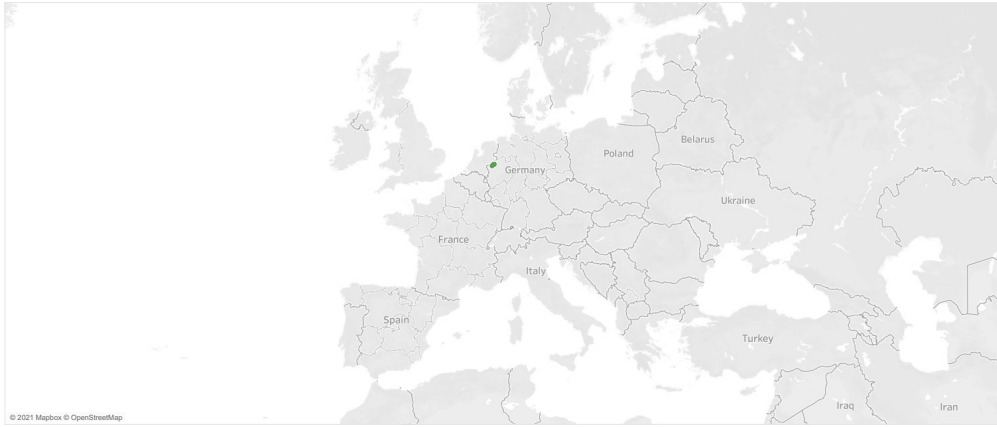 Belarus
Poland
Germany
Ukraine
France
Italy
Spain
Turkey
Iraq
Iran
© 2021 Mapbox © OpenStreetMap